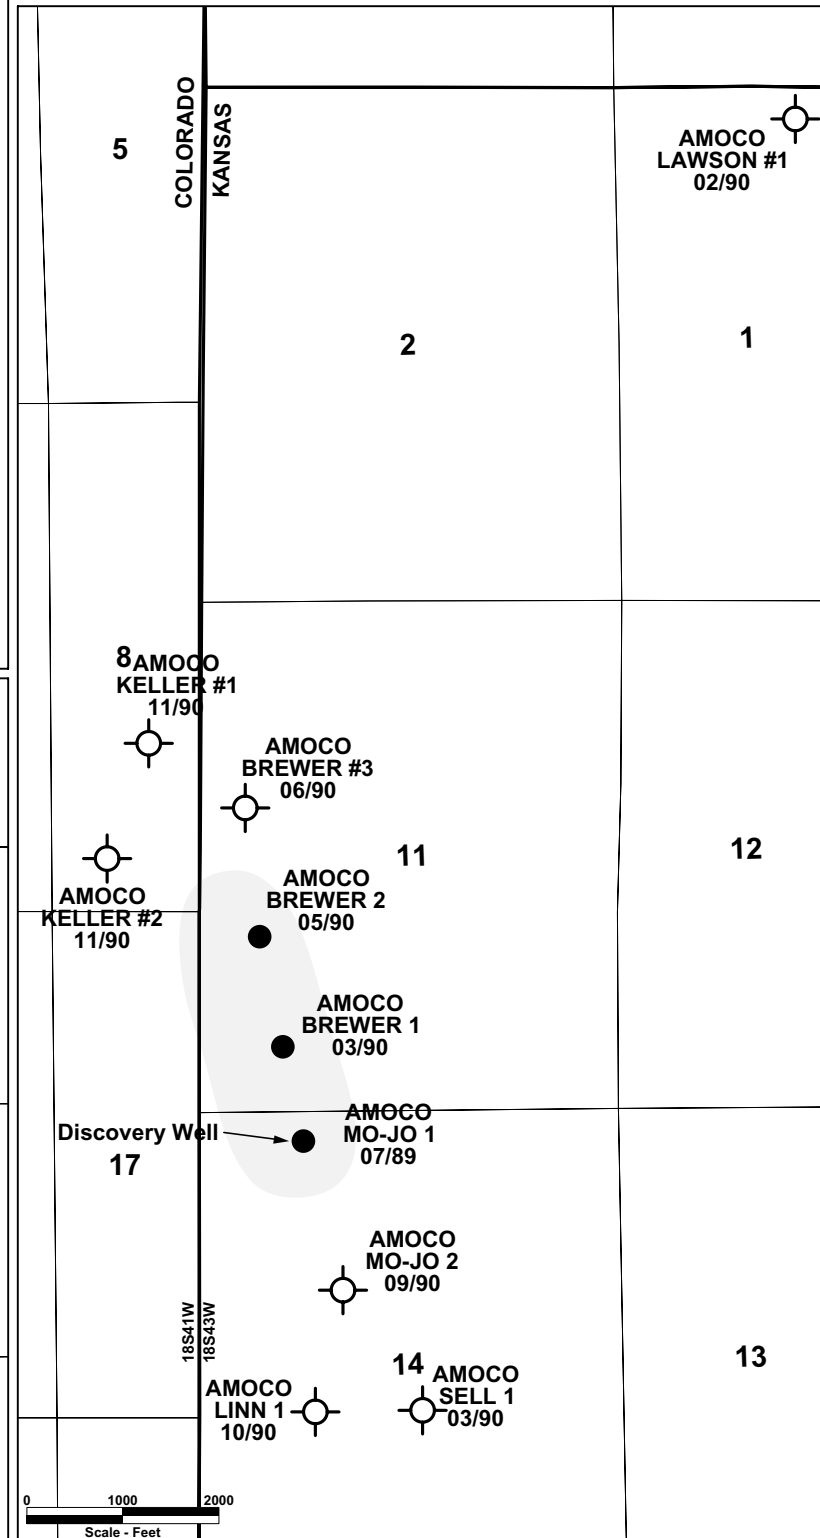 COLORADO
KANSAS
5
AMOCO
LAWSON #1
02/90
2
1
8
AMOCO
KELLER #1
11/90
AMOCO
BREWER #3
06/90
11
12
AMOCO
KELLER #2
11/90
AMOCO
BREWER 2
05/90
AMOCO
BREWER 1
03/90
Discovery Well
AMOCO
MO-JO 1
07/89
17
AMOCO
MO-JO 2
09/90
18S41W
18S43W
14
13
AMOCO
LINN 1
10/90
AMOCO
SELL 1
03/90
0 1000 2000
Scale - Feet